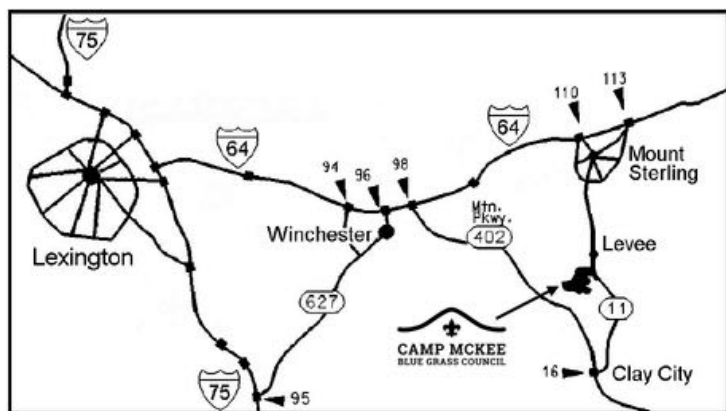 75
113
110
64
64
94
96
98
Mount
Sterling
Mtn.
Pkwy.
402
Winchester
Lexington
Levee
627
11
CAMP MCKEE
BLUE GRASS COUNCIL
16
Clay City
75
95